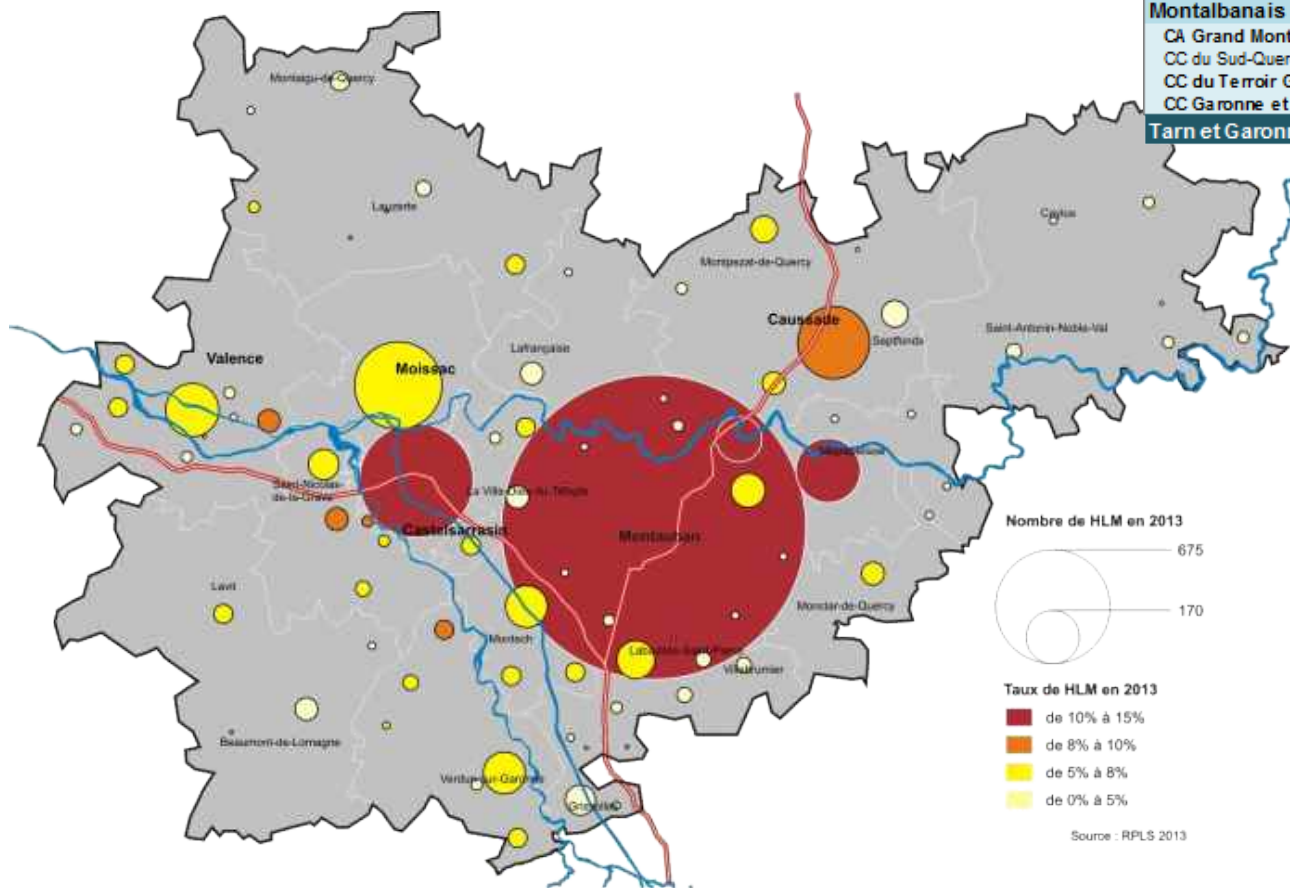 Montalbanais
CA Grand Mont
CC du Sud-Quer
CC du Terroir G
CC Garonne et
Tarn et Garonn
Montaigu-de-Quercy
Lauzerte
Caylus
Montpezat-de-Quercy
Caussade
Septfonds
Saint-Antonin-Noble-Val
Valence
Moissac
Lafrançaise
Saint-Nicolas-
de-la-Grave
La Ville-Dieu-du-Temple
Castelsarrasin
Montauban
Lavit
Montech
Monclar-de-Quercy
Villebrumier
Beaumont-de-Lomagne
Verdun-sur-Garonne
Grisolles
Nombre de HLM en 2013
675
170
Taux de HLM en 2013
de 10% à 15%
de 8% à 10%
de 5% à 8%
de 0% à 5%
Source : RPLS 2013